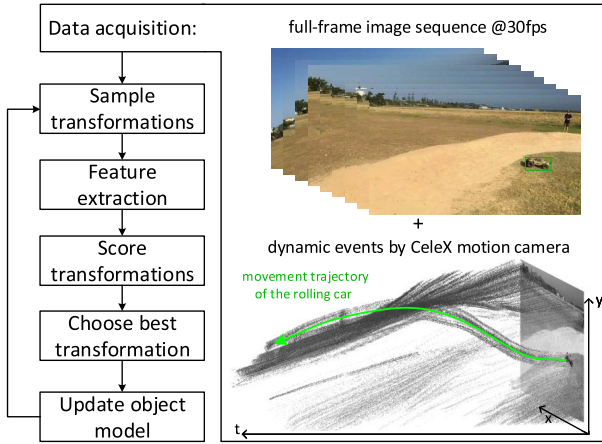 Data acquisition:
full-frame image sequence @30fps
Sample
transformations
Feature
extraction
Score
transformations
Choose best
transformation
Update object
model
+
dynamic events by CeleX motion camera
movement trajectory
of the rolling car
y
x
t